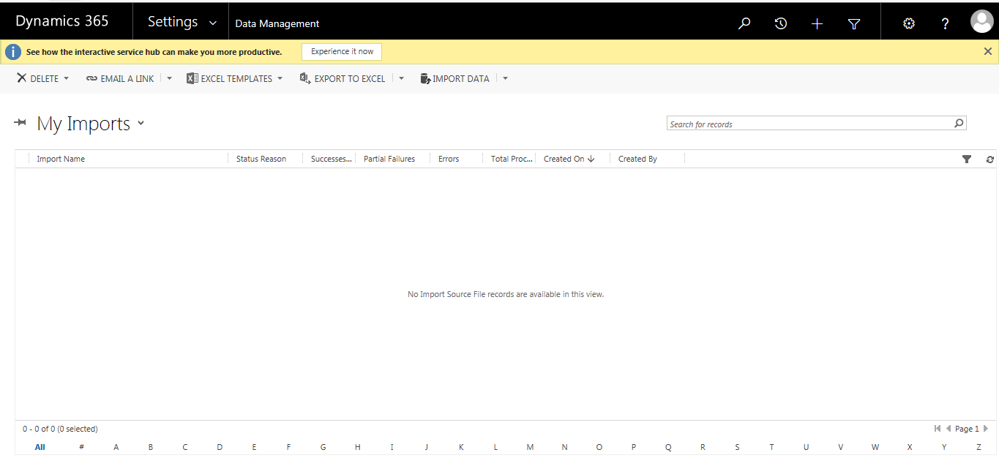 Dynamics 365 Settings Data Management ?
i See how the interactive service hub can make you more productive. Experience it now
DELETE EMAIL A LINK EXCEL TEMPLATES EXPORT TO EXCEL IMPORT DATA
My Imports Search for records
Import Name Status Reason Successes... Partial Failures Errors Total Proc... Created On Created By
No Import Source File records are available in this view.
0 - 0 of 0 (0 selected) Page 1
All # A B C D E F G H I J K L M N O P Q R S T U V W X Y Z